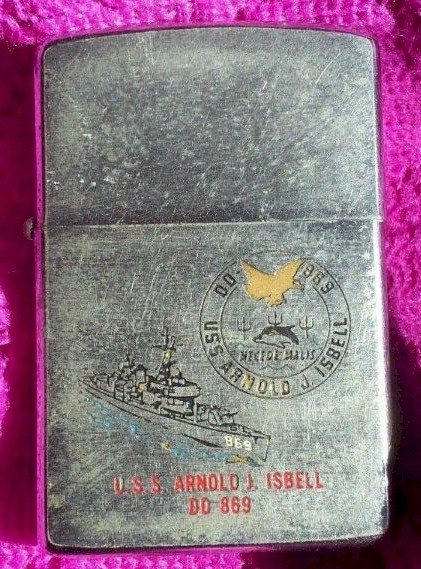 DD 869
NECEDE MALIS
USS ARNOLD J. ISBELL
869
U.S.S. ARNOLD J. ISBELL
DD 869